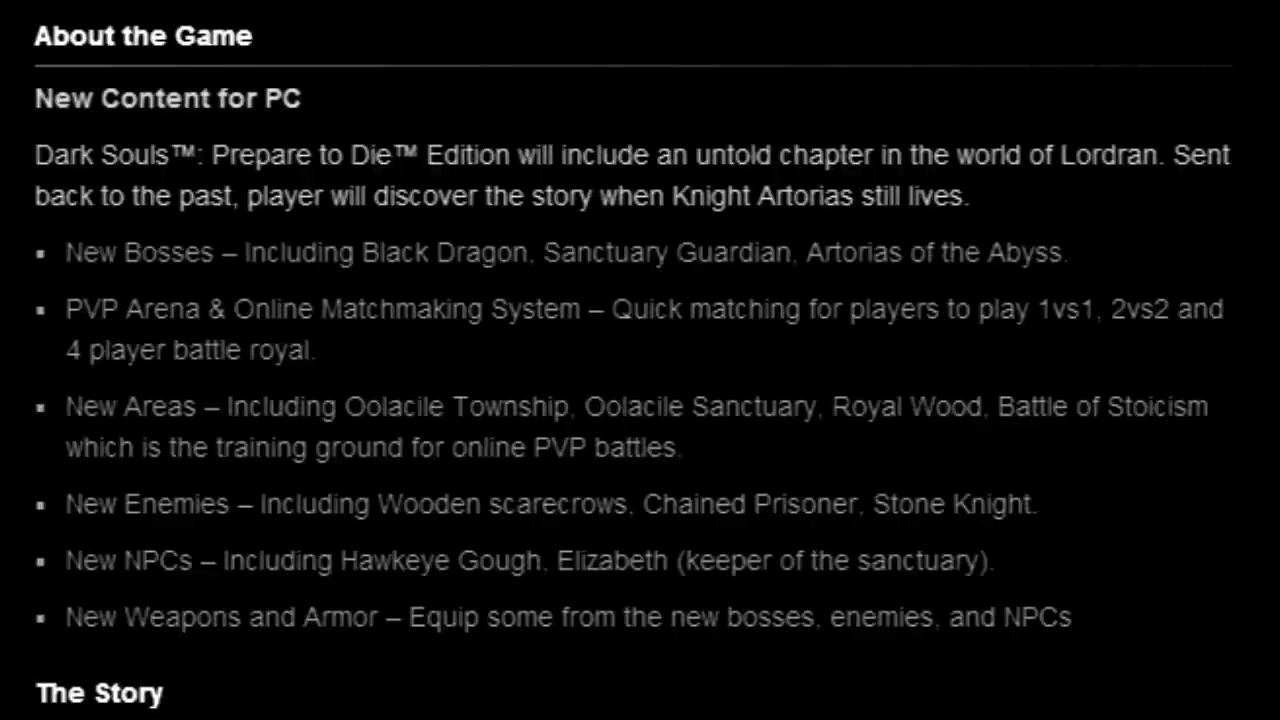 About the Game
New Content for PC
Dark Souls™: Prepare to Die™ Edition will include an untold chapter in the world of Lordran. Sent
back to the past, player will discover the story when Knight Artorias still lives.
▪ New Bosses – Including Black Dragon, Sanctuary Guardian, Artorias of the Abyss.
▪ PVP Arena & Online Matchmaking System – Quick matching for players to play 1vs1, 2vs2 and
4 player battle royal.
▪ New Areas – Including Oolacile Township, Oolacile Sanctuary, Royal Wood, Battle of Stoicism
which is the training ground for online PVP battles.
▪ New Enemies – Including Wooden scarecrows, Chained Prisoner, Stone Knight.
▪ New NPCs – Including Hawkeye Gough, Elizabeth (keeper of the sanctuary).
▪ New Weapons and Armor – Equip some from the new bosses, enemies, and NPCs
The Story